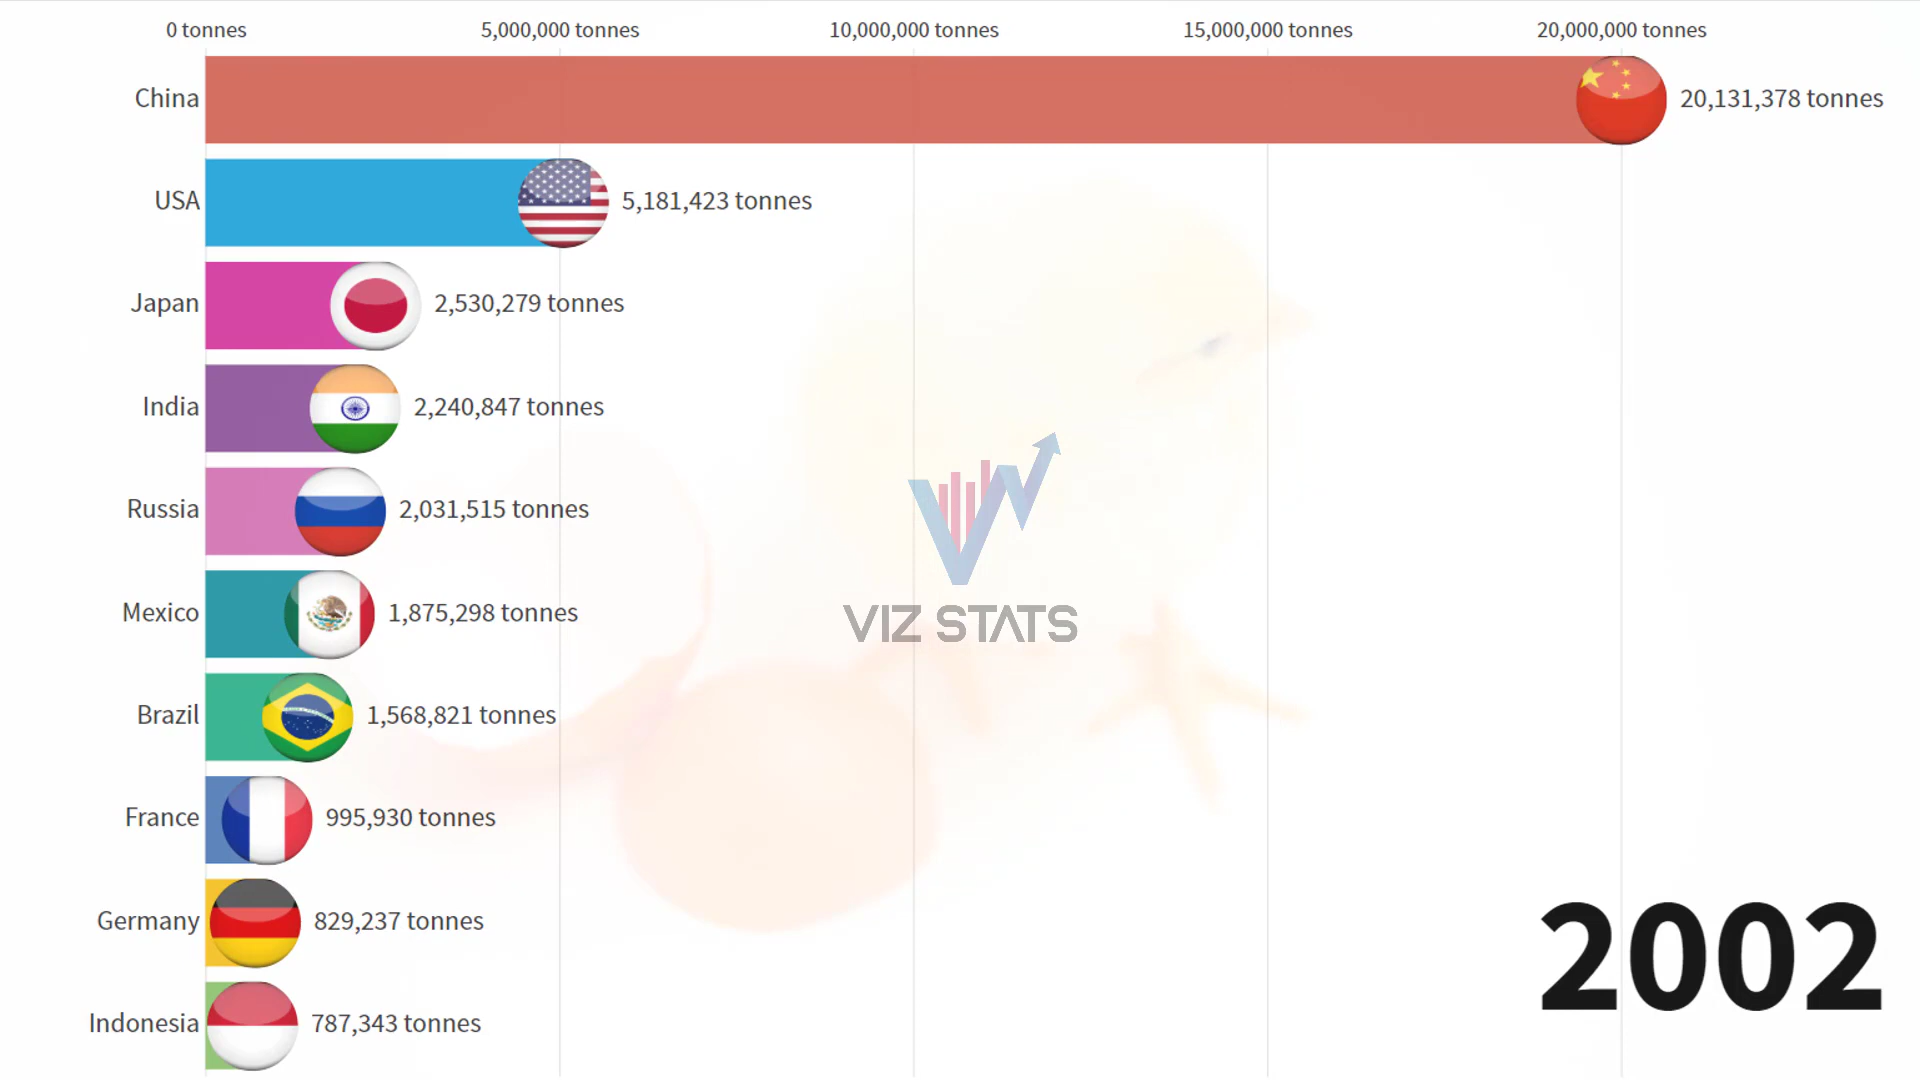 0 tonnes 5,000,000 tonnes 10,000,000 tonnes 15,000,000 tonnes 20,000,000 tonnes
China 20,131,378 tonnes
USA 5,181,423 tonnes
Japan 2,530,279 tonnes
India 2,240,847 tonnes
Russia 2,031,515 tonnes
Mexico 1,875,298 tonnes
VIZ STATS
Brazil 1,568,821 tonnes
France 995,930 tonnes
Germany 829,237 tonnes
2002
Indonesia 787,343 tonnes